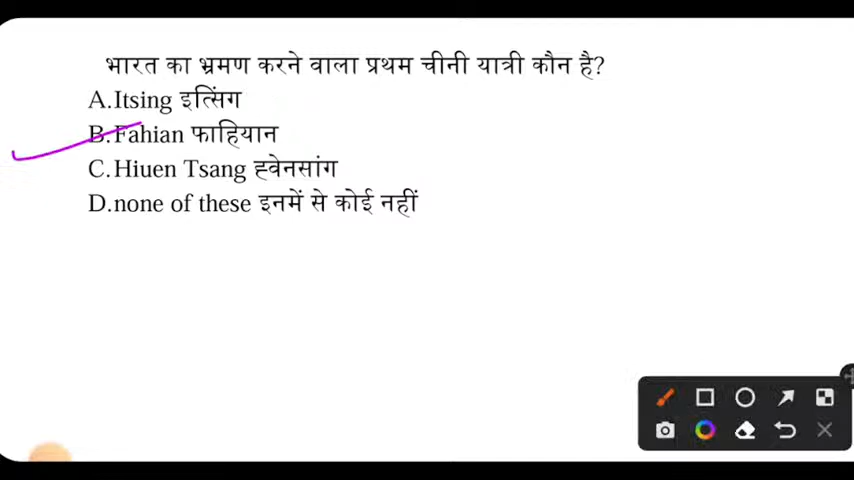 भारत का भ्रमण करने वाला प्रथम चीनी यात्री कौन है?
A.Itsing इत्सिंग
B.Fahian फाहियान
C.Hiuen Tsang ह्वेनसांग
D.none of these इनमें से कोई नहीं